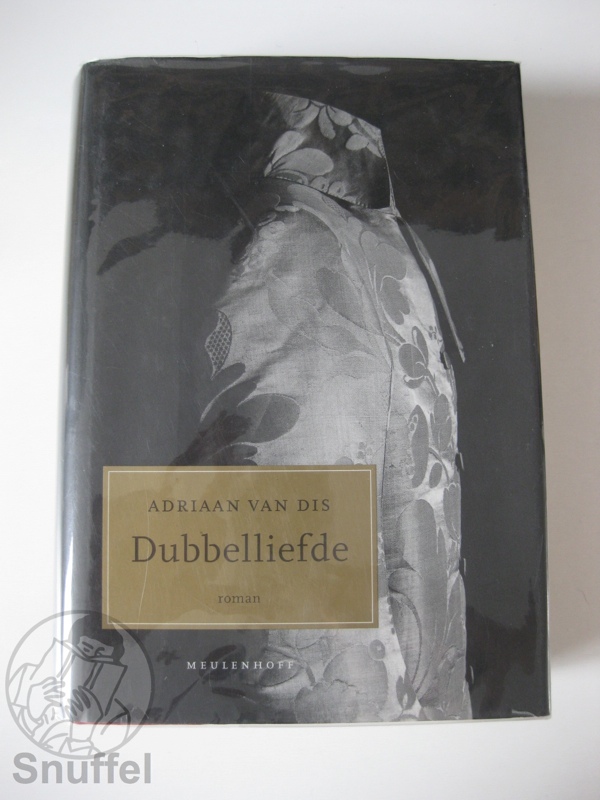 ADRIAAN VAN DIS
Dubbelliefde
roman
MEULENHOFF
Snuffel